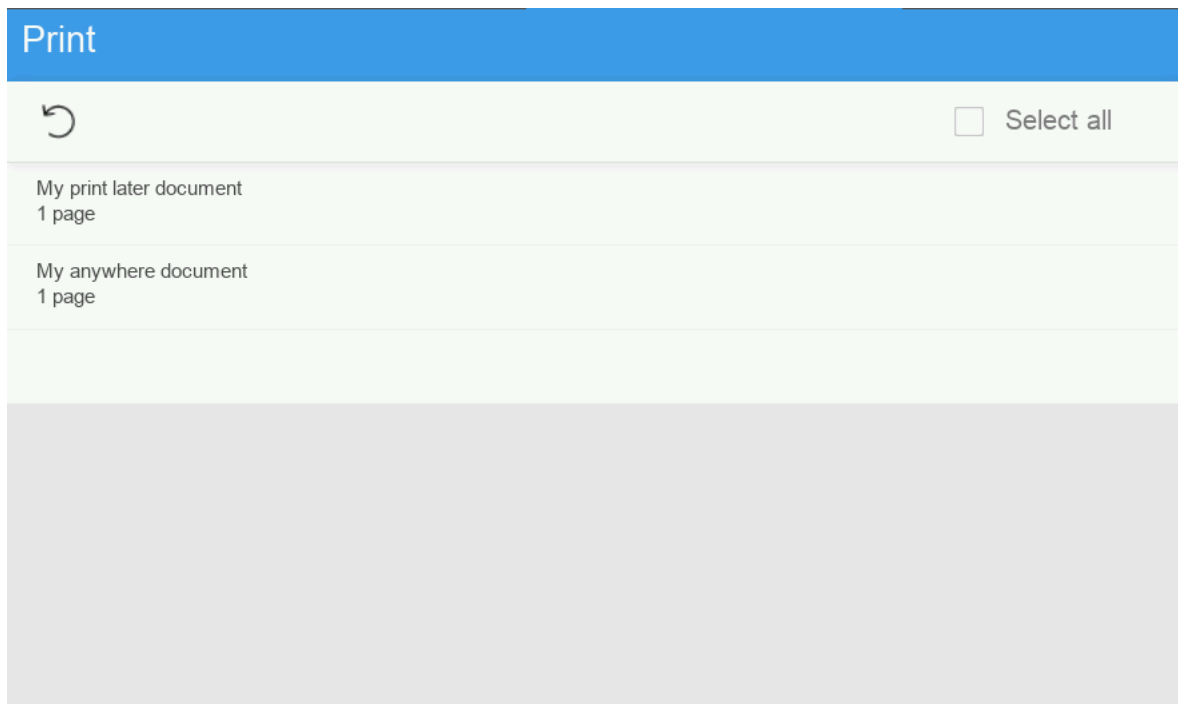 Print
Select all
My print later document
1 page
My anywhere document
1 page